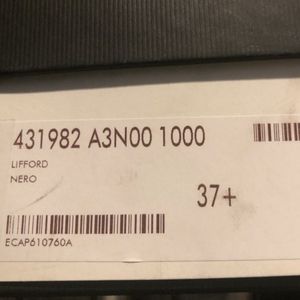 431982 A3N00 1000
LIFFORD
NERO
37+
ECAP610760A